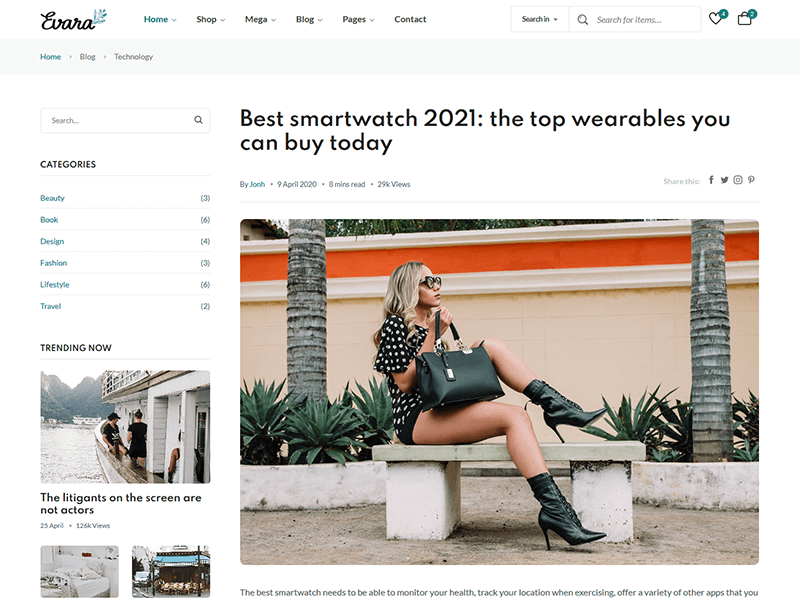 Evara
Home Shop Mega Blog Pages Contact
Search in
Search for items...
4
2
Home › Blog › Technology
Search...
CATEGORIES
Beauty (3)
Book (6)
Design (4)
Fashion (3)
Lifestyle (6)
Travel (2)
TRENDING NOW
The litigants on the screen are
not actors
25 April • 126k Views
Best smartwatch 2021: the top wearables you
can buy today
By Jonh • 9 April 2020 • 8 mins read • 29k Views
Share this:
The best smartwatch needs to be able to monitor your health, track your location when exercising, offer a variety of other apps that you